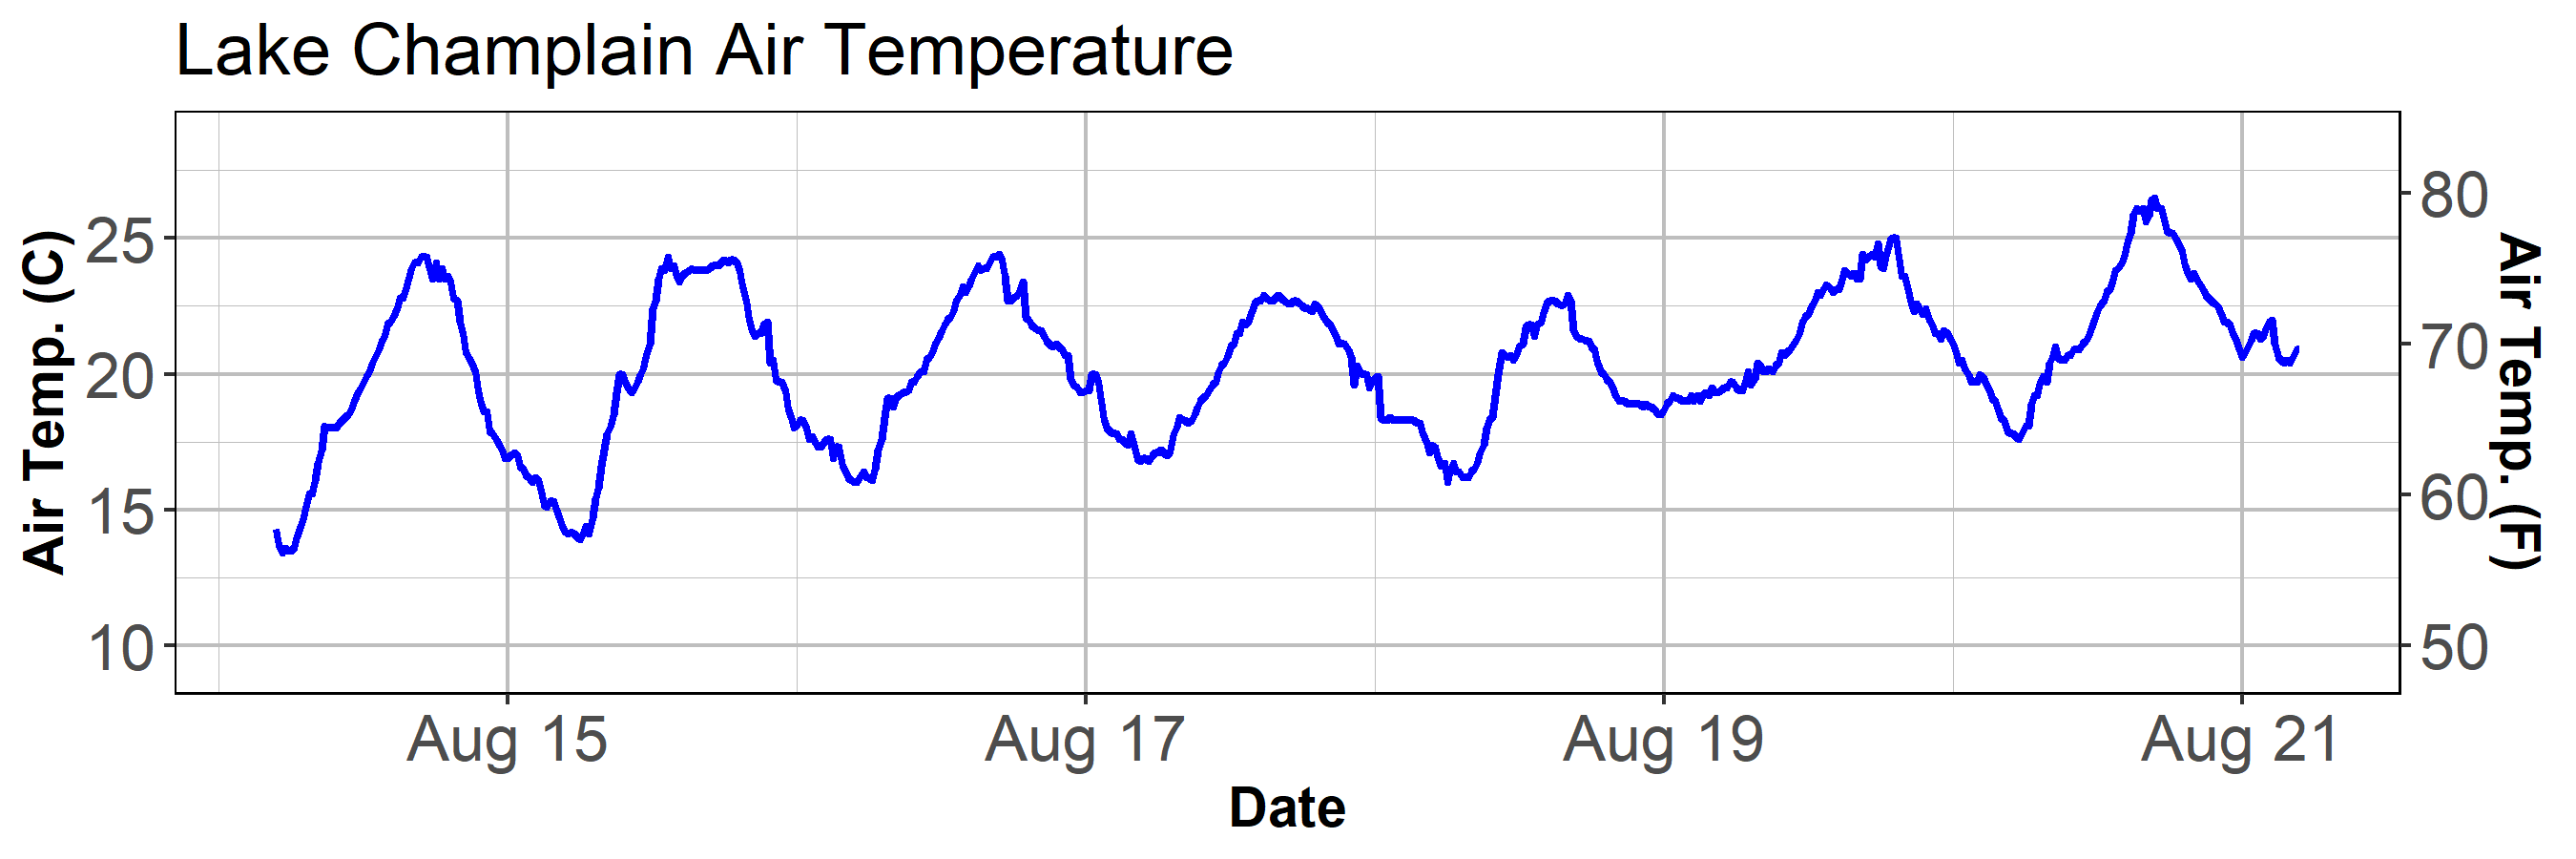 Lake Champlain Air Temperature
Air Temp. (C)
25
20
15
10
80
70
60
50
Air Temp. (F)
Aug 15
Aug 17
Aug 19
Aug 21
Date